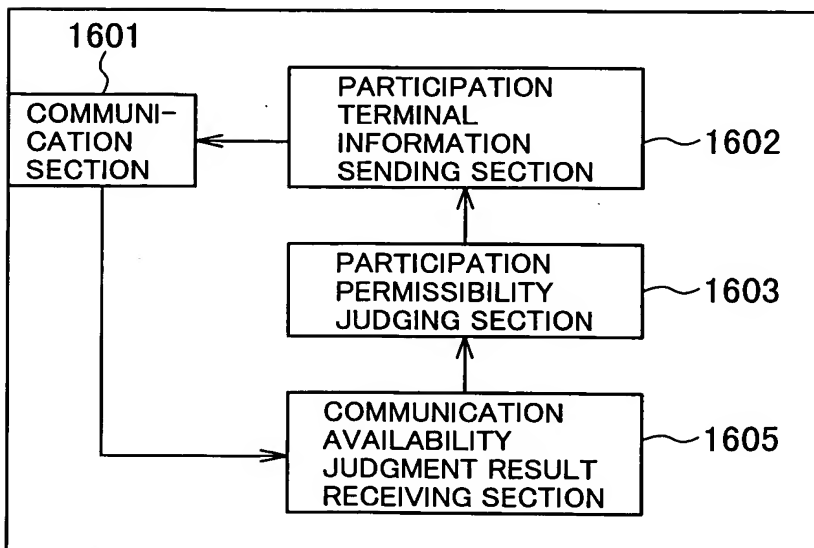 1601
COMMUNI-
CATION
SECTION
PARTICIPATION
TERMINAL
INFORMATION
SENDING SECTION
1602
PARTICIPATION
PERMISSIBILITY
JUDGING SECTION
1603
COMMUNICATION
AVAILABILITY
JUDGMENT RESULT
RECEIVING SECTION
1605